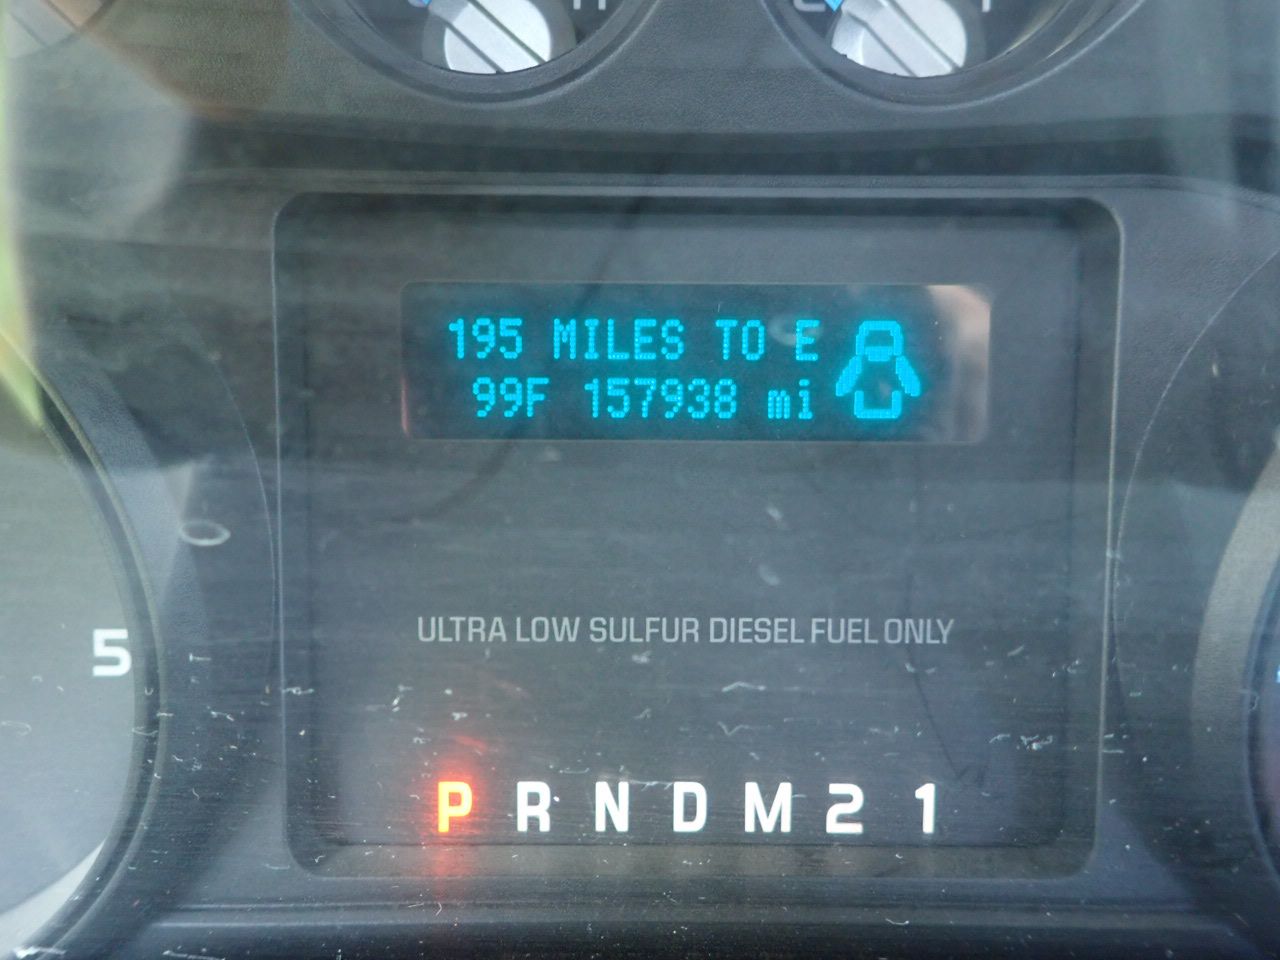 195 MILES TO E
99F 157938 mi
5
ULTRA LOW SULFUR DIESEL FUEL ONLY
P R N D M 2 1